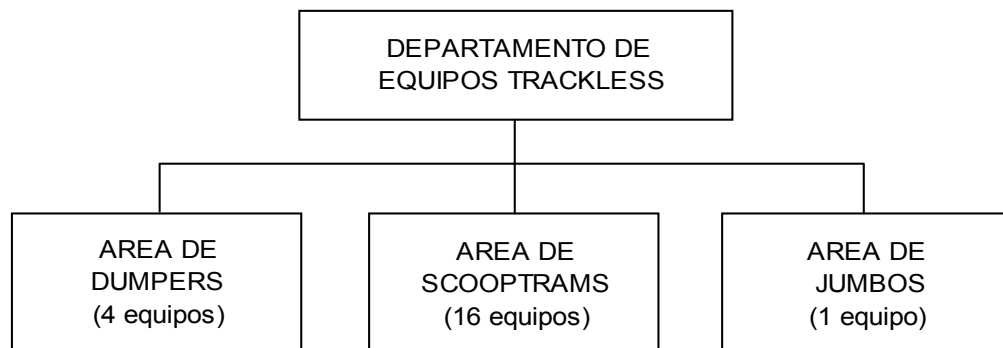 DEPARTAMENTO DE
EQUIPOS TRACKLESS
AREA DE
DUMPERS
(4 equipos)
AREA DE
SCOOPTRAMS
(16 equipos)
AREA DE
JUMBOS
(1 equipo)